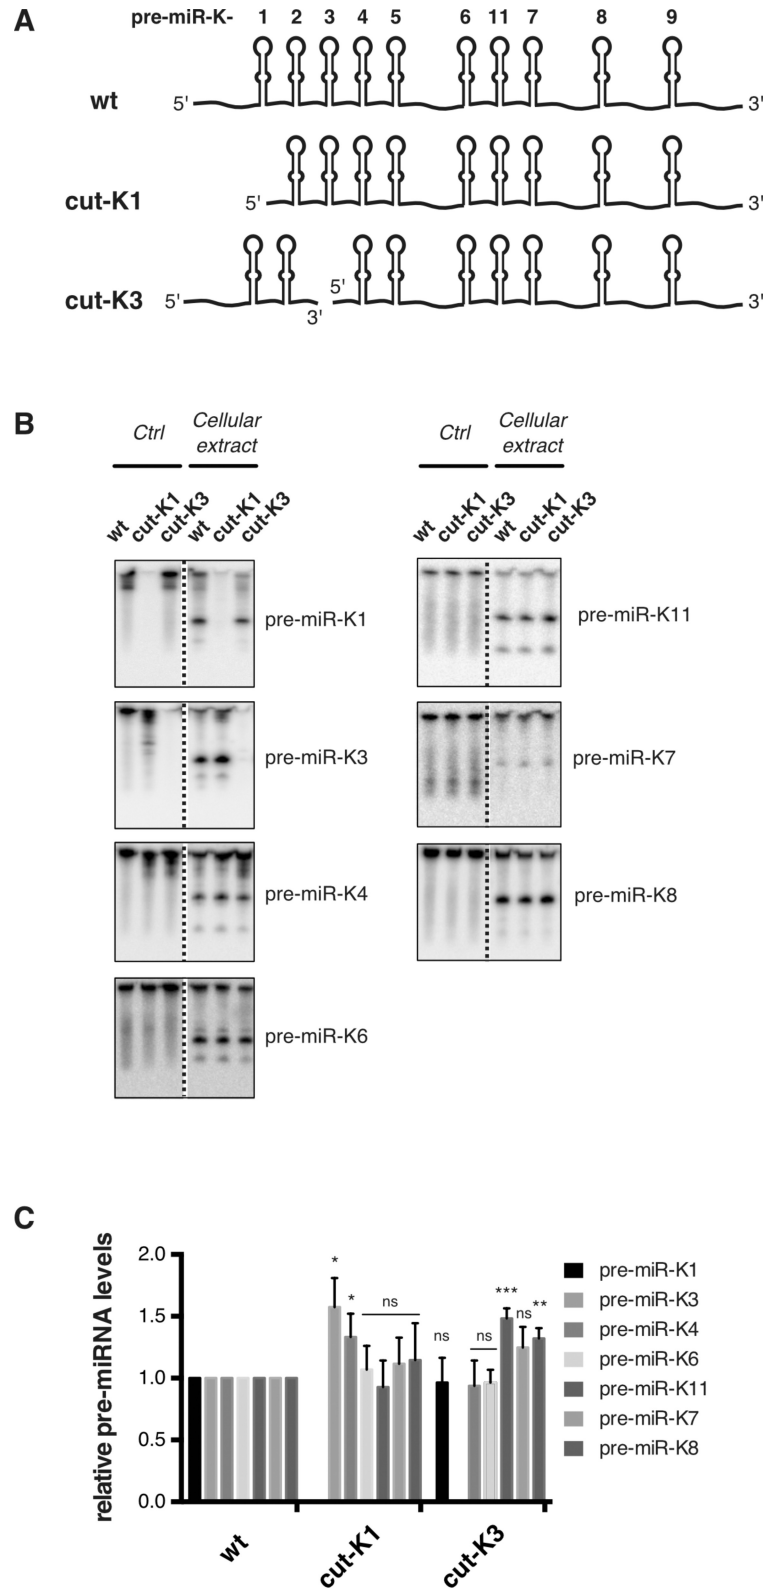 A
pre-miR-K- 1 2 3 4 5 6 11 7 8 9
wt 5' 3'
cut-K1 5' 3'
cut-K3 5' 3' 5' 3'
B
Ctrl Cellular extract
wt cut-K1 cut-K3 wt cut-K1 cut-K3
pre-miR-K1
pre-miR-K3
pre-miR-K4
pre-miR-K6
Ctrl Cellular extract
wt cut-K1 cut-K3 wt cut-K1 cut-K3
pre-miR-K11
pre-miR-K7
pre-miR-K8
C
relative pre-miRNA levels
2.0
1.5
1.0
0.5
0.0
* * ns
ns ns *** ns **
wt cut-K1 cut-K3
pre-miR-K1
pre-miR-K3
pre-miR-K4
pre-miR-K6
pre-miR-K11
pre-miR-K7
pre-miR-K8